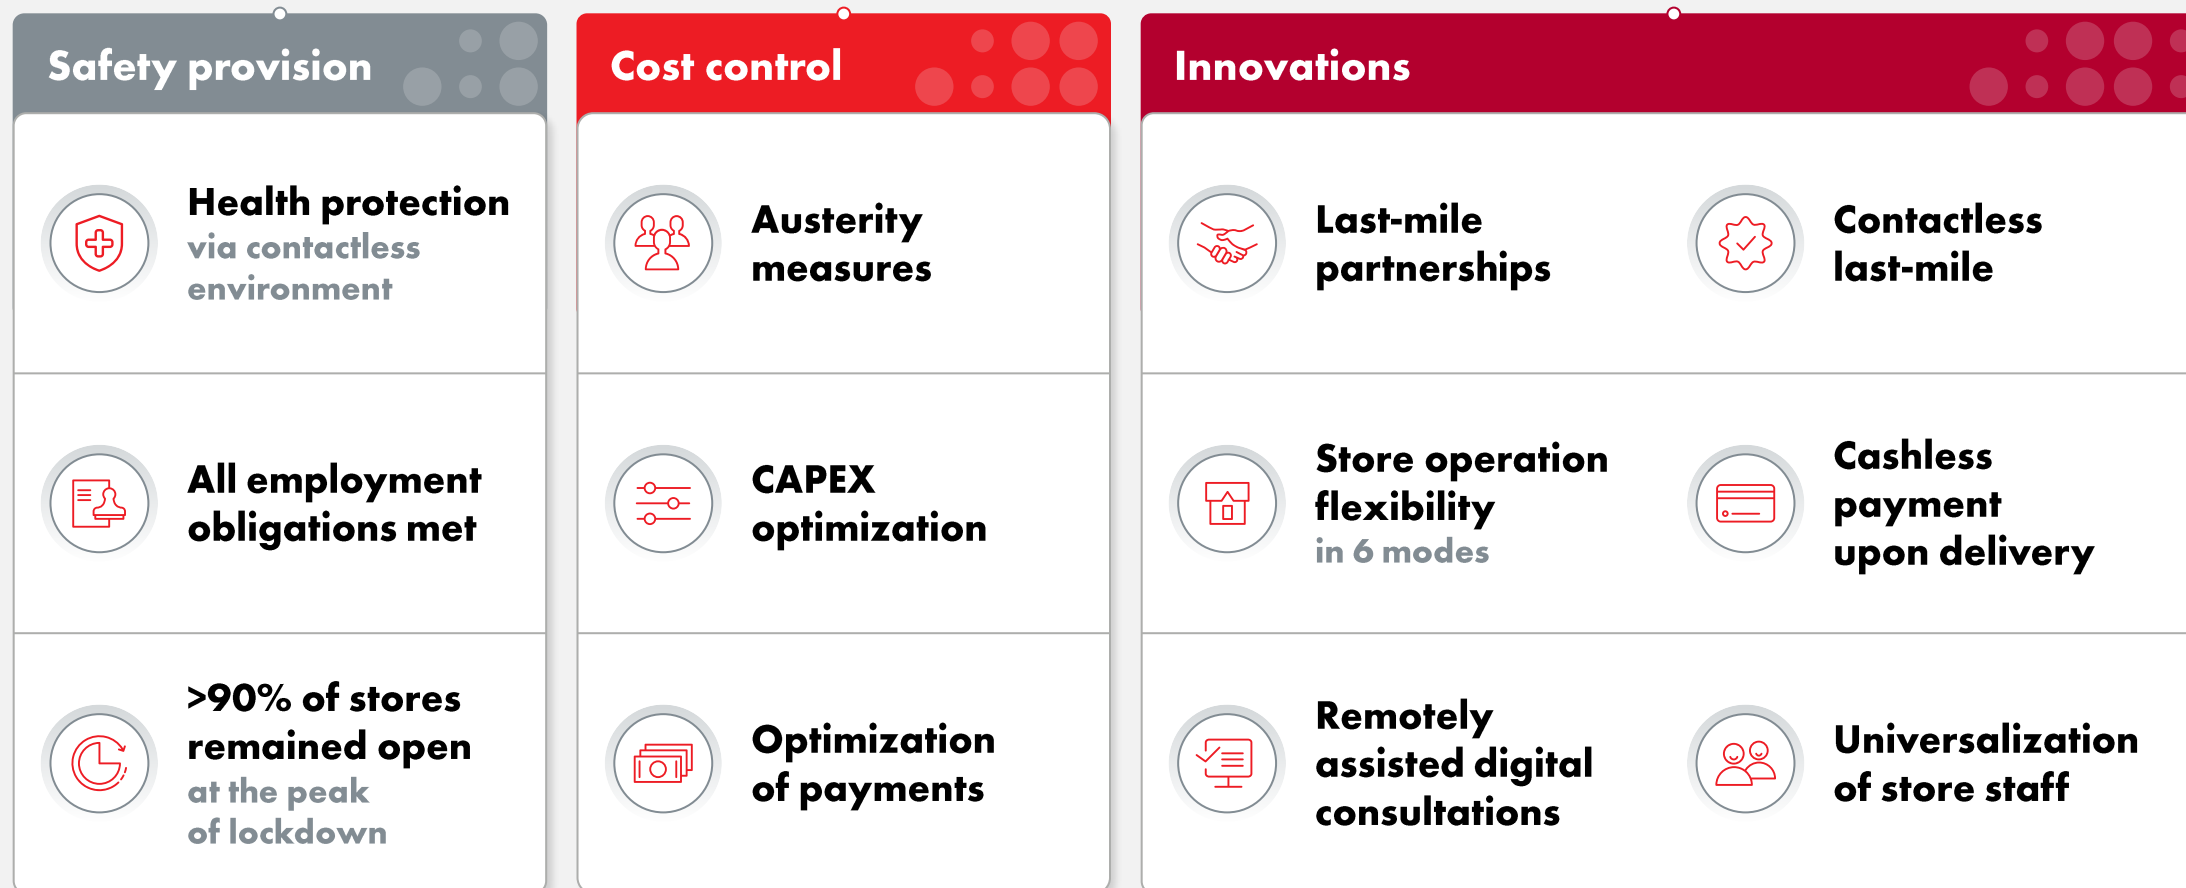 Safety provision
Health protection
via contactless
environment
All employment
obligations met
>90% of stores
remained open
at the peak
of lockdown
Cost control
Austerity
measures
CAPEX
optimization
Optimization
of payments
Innovations
Last-mile
partnerships
Contactless
last-mile
Store operation
flexibility
in 6 modes
Cashless
payment
upon delivery
Remotely
assisted digital
consultations
Universalization
of store staff